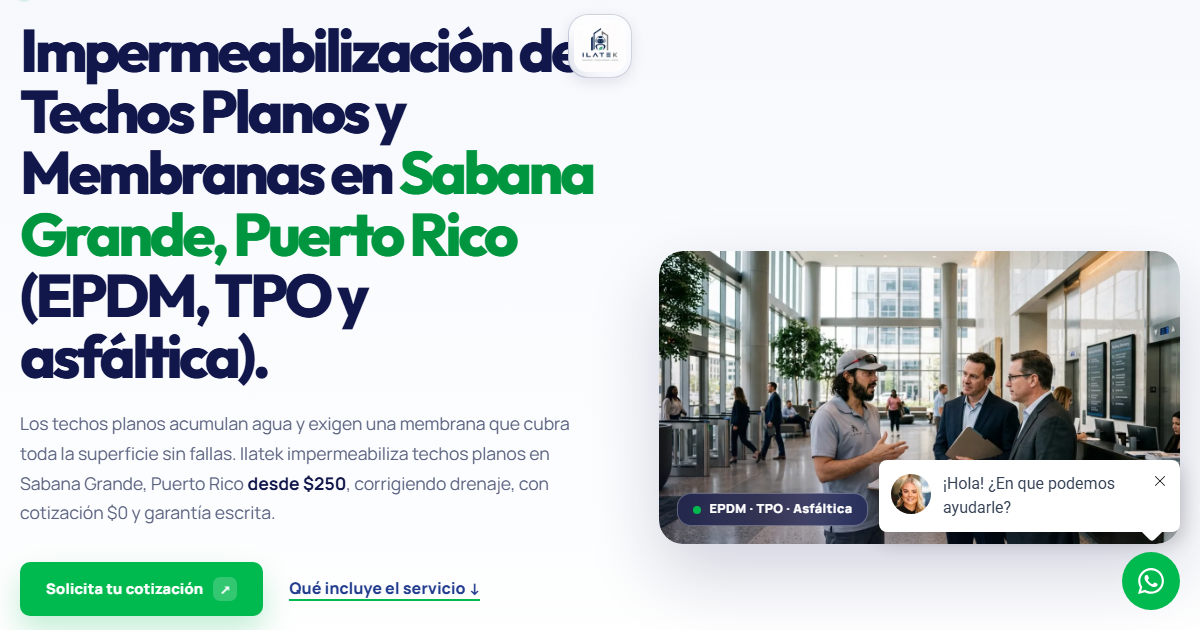 Impermeabilización de
ILATEK
Techos Planos y
Membranas en Sabana
Grande, Puerto Rico
(EPDM, TPO y
asfáltica).
Los techos planos acumulan agua y exigen una membrana que cubra
toda la superficie sin fallas. Ilatek impermeabiliza techos planos en
Sabana Grande, Puerto Rico desde $250, corrigiendo drenaje, con
cotización $0 y garantía escrita.
Solicita tu cotización ↗
Qué incluye el servicio ↓
EPDM · TPO · Asfáltica
¡Hola! ¿En que podemos
ayudarle?